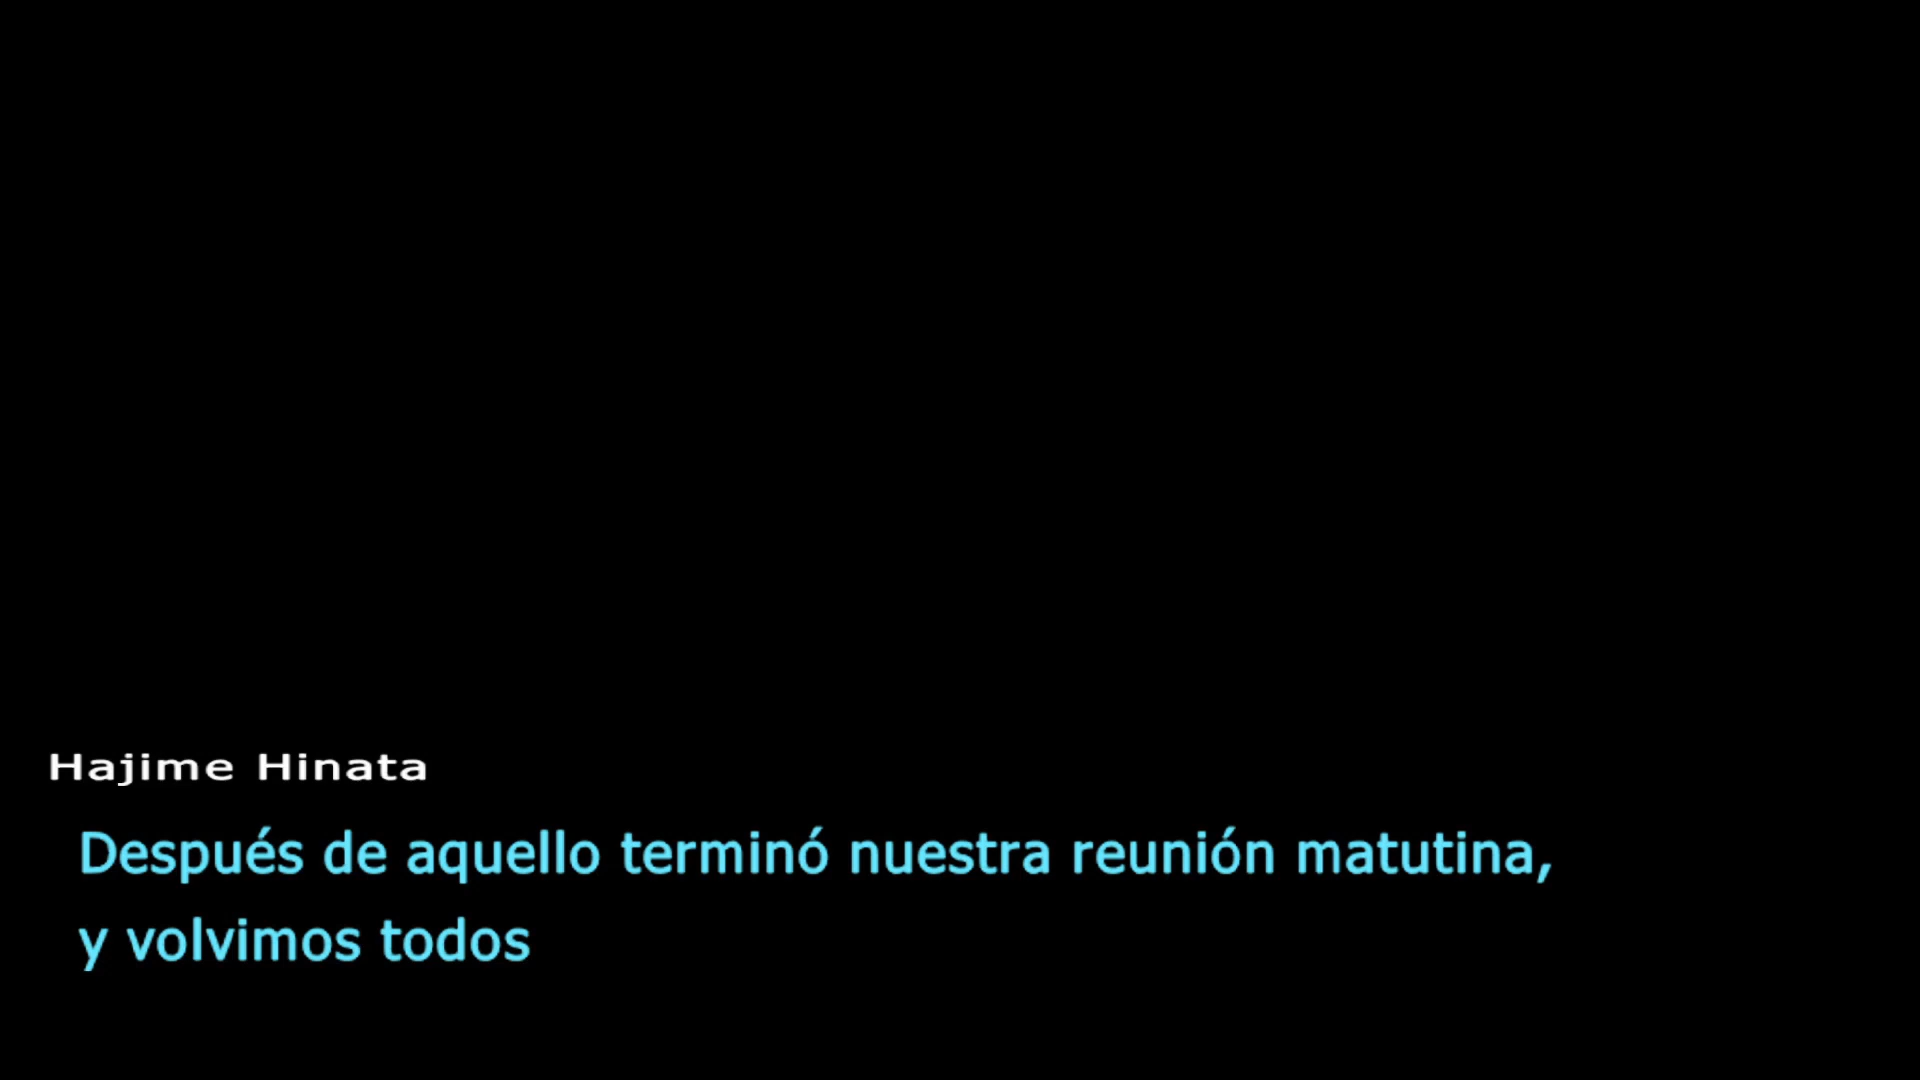 Hajime Hinata
Después de aquello terminó nuestra reunión matutina,
y volvimos todos